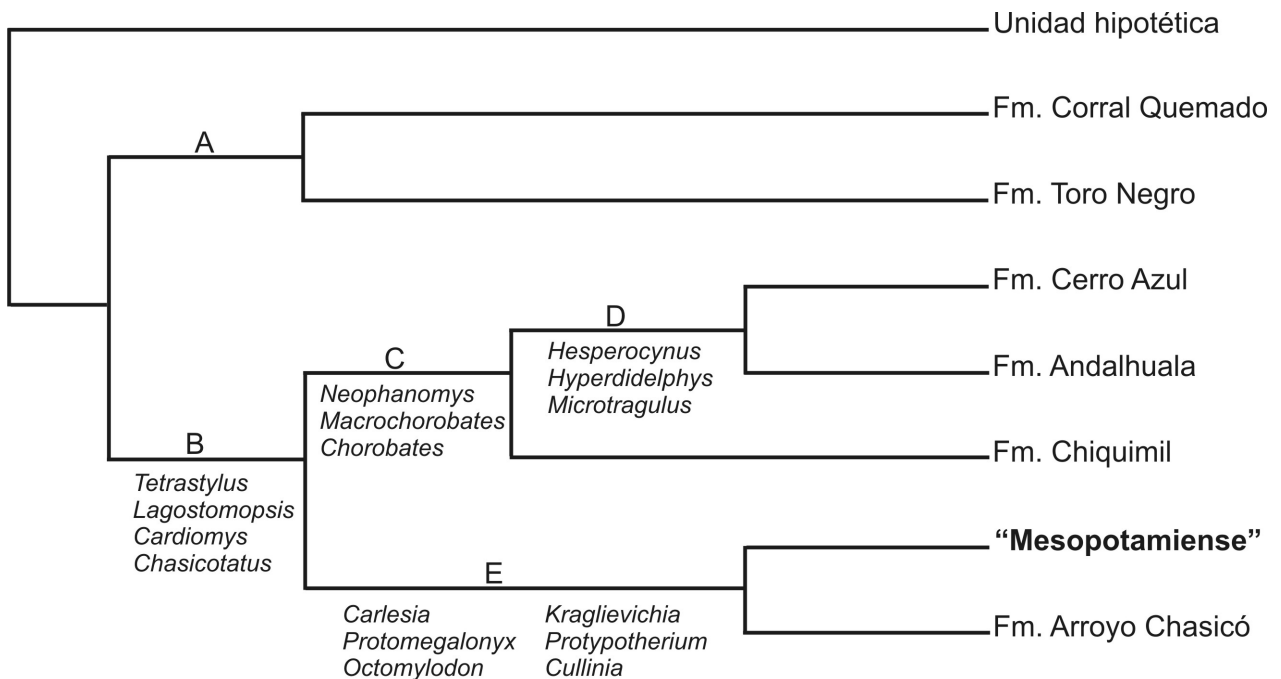 Unidad hipotética
Fm. Corral Quemado
A
Fm. Toro Negro
Fm. Cerro Azul
D
Hesperocynus
Hyperdidelphys
Microtragulus
C
Neophanomys
Macrochorobates
Chorobates
Fm. Andalhuala
Fm. Chiquimil
B
Tetrastylus
Lagostomopsis
Cardiomys
Chasicotatus
“Mesopotamiense”
E
Carlesia
Protomegalonyx
Octomylodon
Kraglievichia
Protypotherium
Cullinia
Fm. Arroyo Chasicó